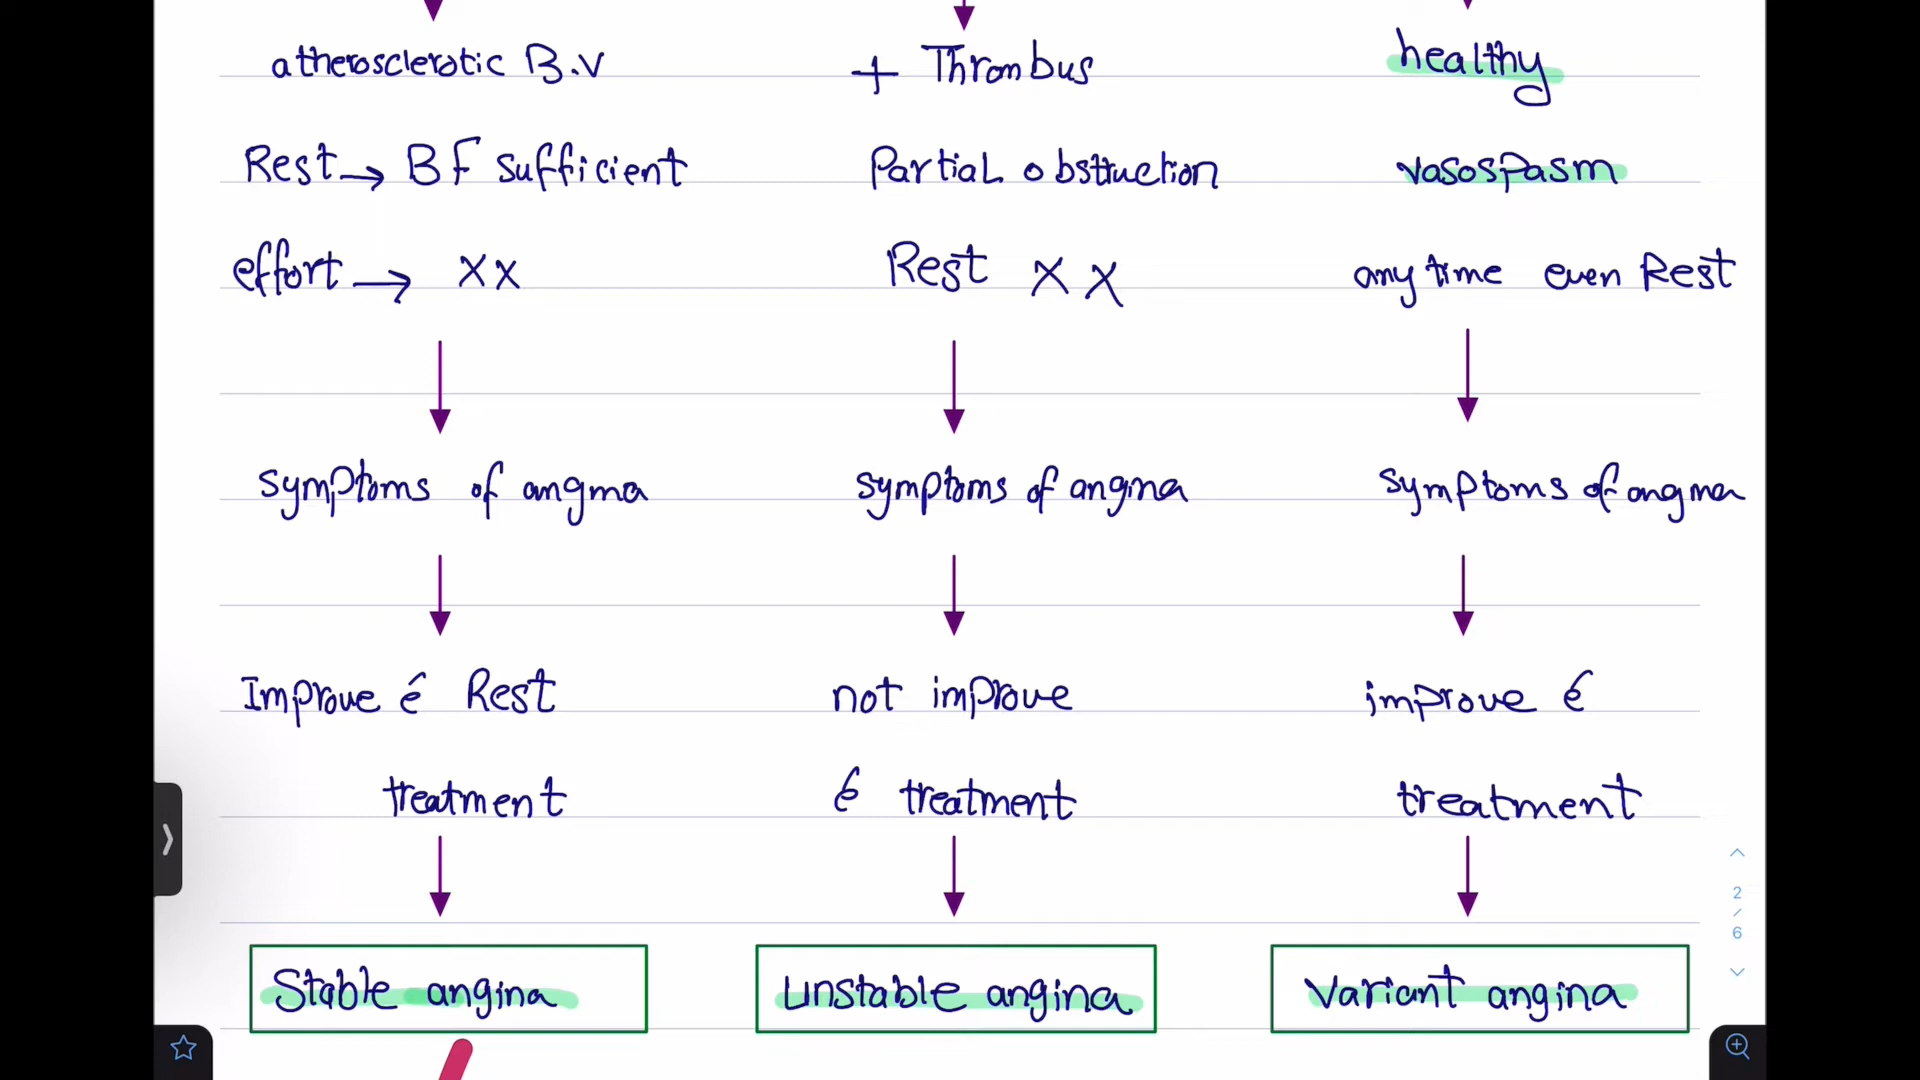 atherosclerotic B.V
Rest → BF sufficient
effort → XX
symptoms of angina
Improve é Rest
treatment
Stable angina
+ Thrombus
Partial obstruction
Rest X X
symptoms of angina
not improve
é treatment
unstable angina
healthy
vasospasm
any time even Rest
symptoms of angina
improve é
treatment
Variant angina
2
/
6